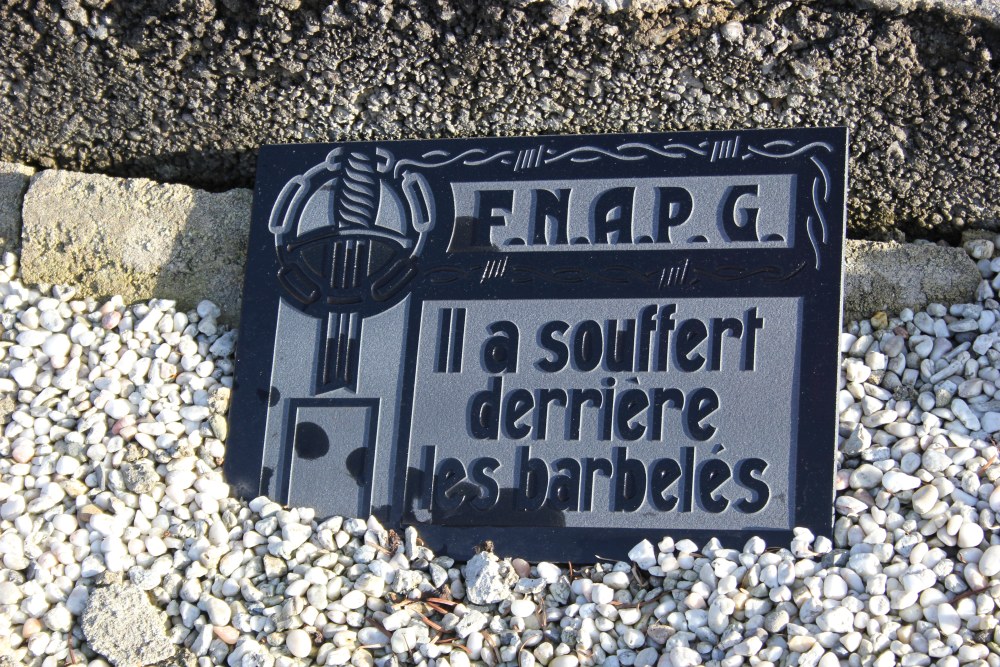 F.N.A.P.G.
Il a souffert
derrière
les barbelés